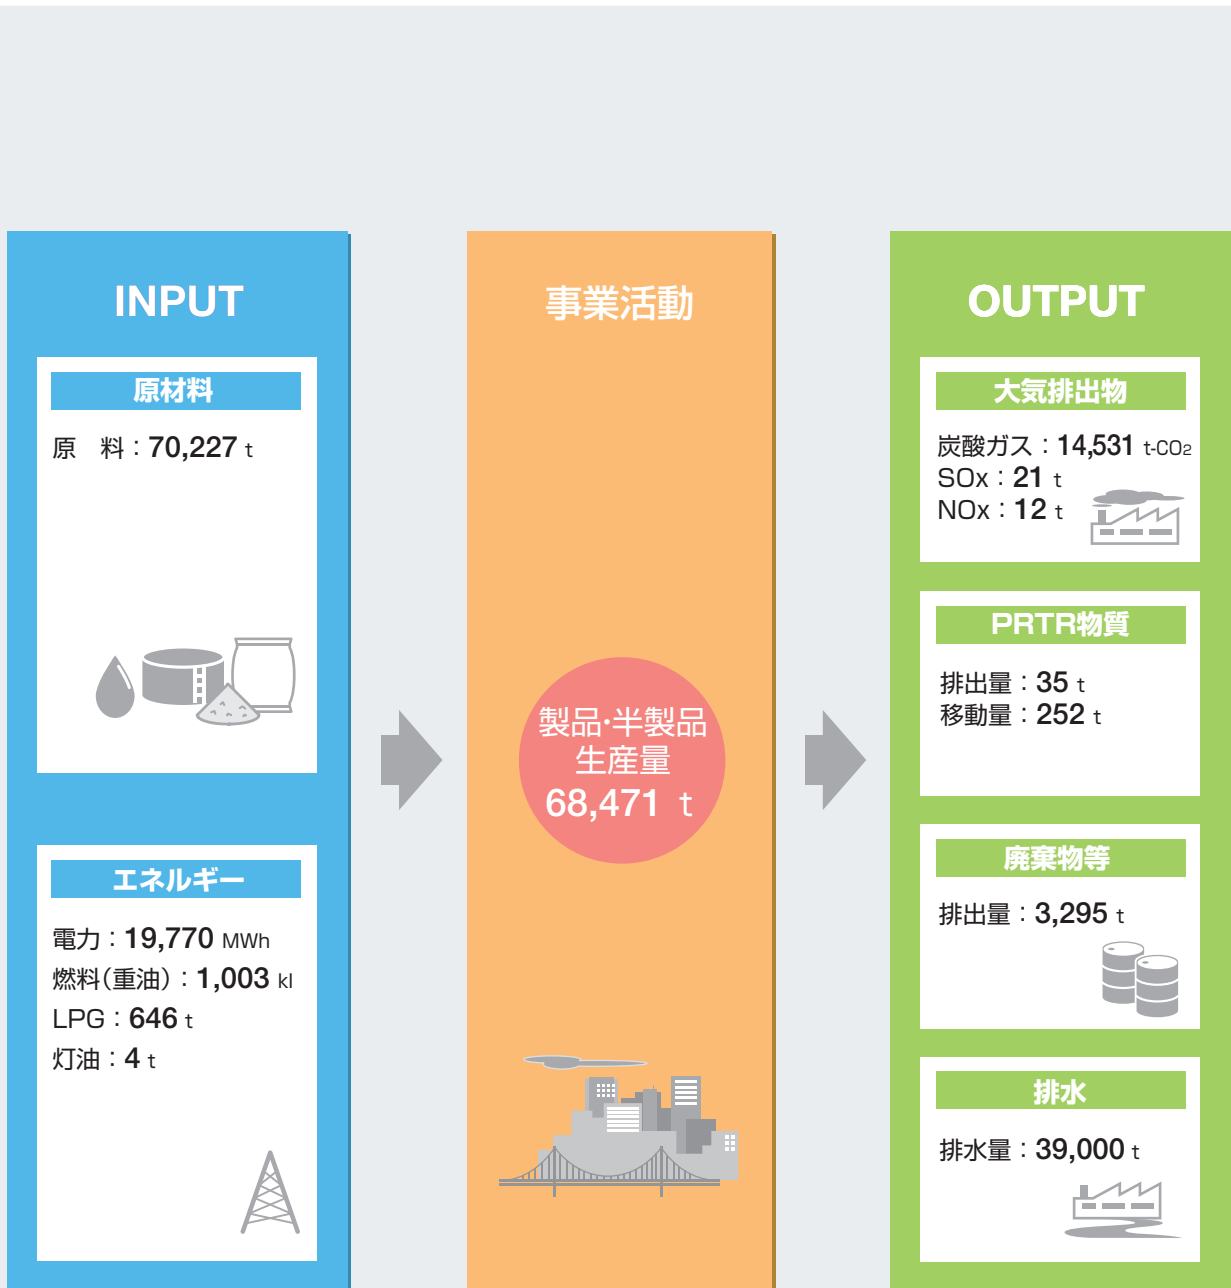 INPUT
原材料
原　料：70,227 t
エネルギー
電力：19,770 MWh
燃料(重油)：1,003 kl
LPG：646 t
灯油：4 t
事業活動
製品・半製品
生産量
68,471 t
OUTPUT
大気排出物
炭酸ガス：14,531 t-CO₂
SOx：21 t
NOx：12 t
PRTR物質
排出量：35 t
移動量：252 t
廃棄物等
排出量：3,295 t
排水
排水量：39,000 t